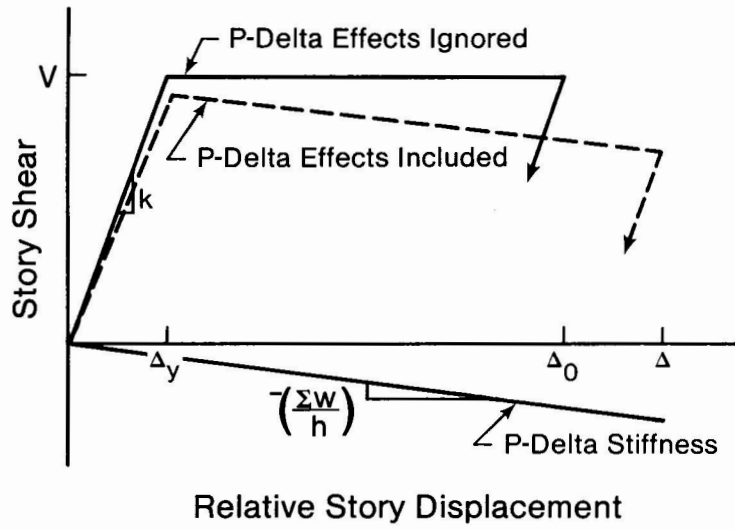 P-Delta Effects Ignored
V
P-Delta Effects Included
k
Story Shear
Δy
Δ0
Δ
-(Σw/h)
P-Delta Stiffness
Relative Story Displacement